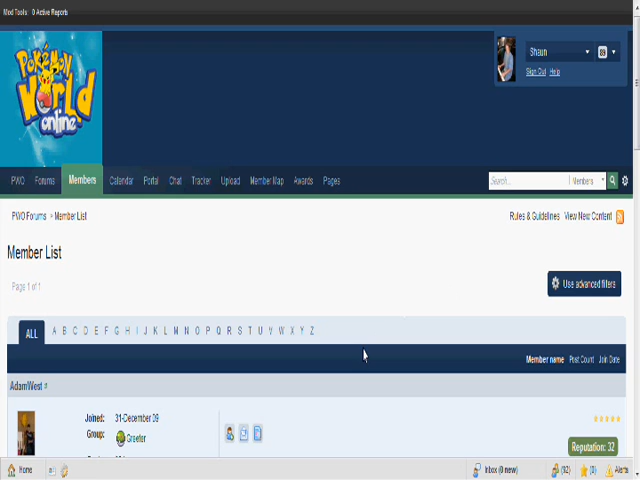 Mod Tools: 0 Active Reports
POKÉMON
WORLD
online
Shaun
Sign Out Help
PWO Forums Members Calendar Portal Chat Tracker Upload Member Map Awards Pages
Search... Members
PWO Forums Member List
Rules & Guidelines View New Content
Member List
Page 1 of 1
Use advanced filters
ALL A B C D E F G H I J K L M N O P Q R S T U V W X Y Z
Member name Post Count Join Date
AdamWest
Joined: 31-December 09
Group: Greeter
Reputation: 32
Home
Inbox (0 new)
Alerts